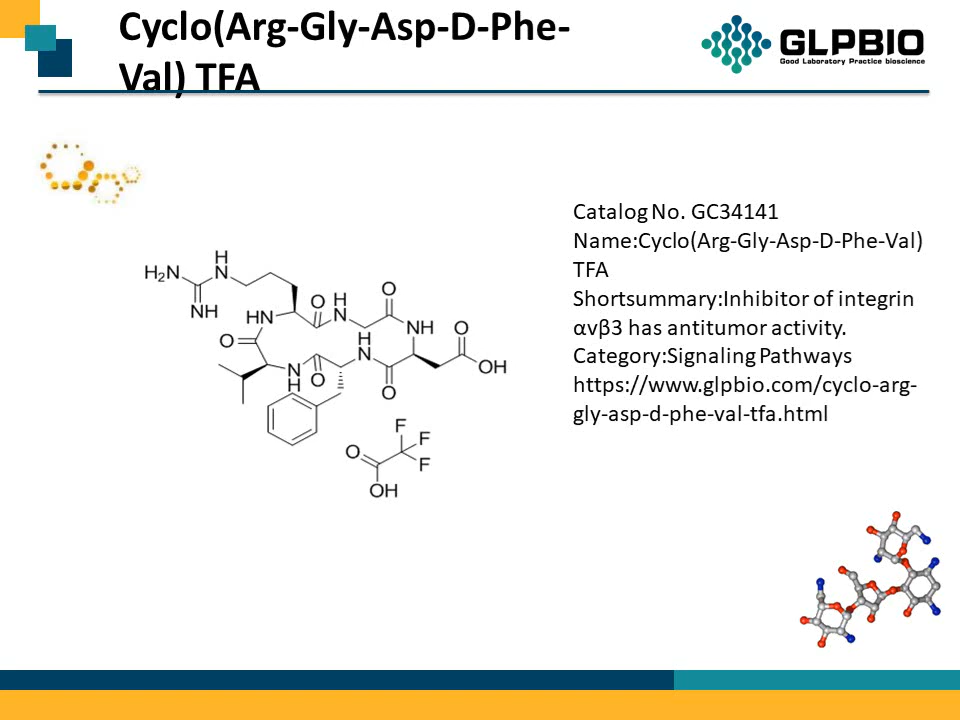 Cyclo(Arg-Gly-Asp-D-Phe-
Val) TFA
GLPBIO
Good Laboratory Practice bioscience
Catalog No. GC34141
Name:Cyclo(Arg-Gly-Asp-D-Phe-Val)
TFA
Shortsummary:Inhibitor of integrin
αvβ3 has antitumor activity.
Category:Signaling Pathways
https://www.glpbio.com/cyclo-arg-
gly-asp-d-phe-val-tfa.html
H
H₂N N
NH
O H O
HN N NH O
O H
N O N OH
H O
F
O F
F
OH